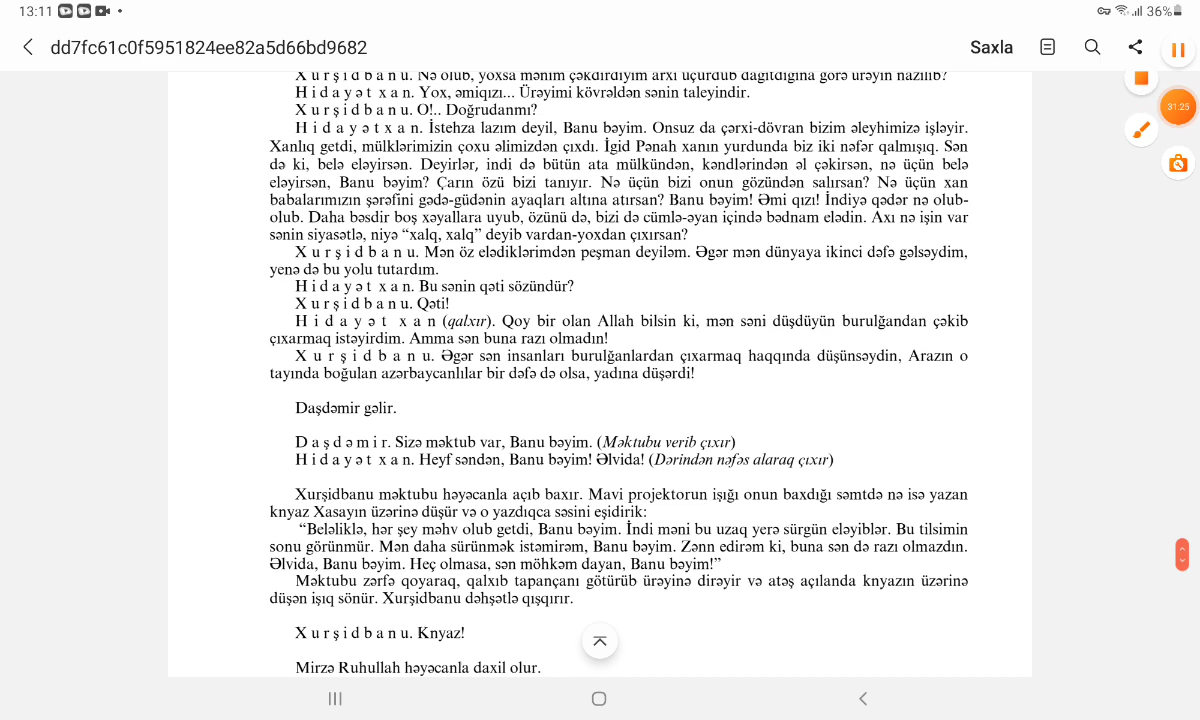 13:11
36%
dd7fc61c0f5951824ee82a5d66bd9682
Saxla
X u r ş i d b a n u. Nə olub, yoxsa mənim çəkdirdiyim arxı uçurdub dağıtdığına görə ürəyin nazilib?
H i d a y ə t x a n. Yox, əmiqızı... Ürəyimi kövrəldən sənin taleyindir.
X u r ş i d b a n u. O!.. Doğrudanmı?
H i d a y ə t x a n. İstehza lazım deyil, Banu bəyim. Onsuz da çərxi-dövran bizim əleyhimizə işləyir.
Xanlıq getdi, mülklərimizin çoxu əlimizdən çıxdı. İgid Pənah xanın yurdunda biz iki nəfər qalmışıq. Sən
də ki, belə eləyirsən. Deyirlər, indi də bütün ata mülkündən, kəndlərindən əl çəkirsən, nə üçün belə
eləyirsən, Banu bəyim? Çarın özü bizi tanıyır. Nə üçün bizi onun gözündən salırsan? Nə üçün xan
babalarımızın şərəfini gədə-güdənin ayaqları altına atırsan? Banu bəyim! Əmi qızı! İndiyə qədər nə olub-
olub. Daha bəsdir boş xəyallara uyub, özünü də, bizi də cümlə-əyan içində bədnam elədin. Axı nə işin var
sənin siyasətlə, niyə “xalq, xalq” deyib vardan-yoxdan çıxırsan?
X u r ş i d b a n u. Mən öz elədiklərimdən peşman deyiləm. Əgər mən dünyaya ikinci dəfə gəlsəydim,
yenə də bu yolu tutardım.
H i d a y ə t x a n. Bu sənin qəti sözündür?
X u r ş i d b a n u. Qəti!
H i d a y ə t x a n (qalxır). Qoy bir olan Allah bilsin ki, mən səni düşdüyün burulğandan çəkib
çıxarmaq istəyirdim. Amma sən buna razı olmadın!
X u r ş i d b a n u. Əgər sən insanları burulğanlardan çıxarmaq haqqında düşünsəydin, Arazın o
tayında boğulan azərbaycanlılar bir dəfə də olsa, yadına düşərdi!
Daşdəmir gəlir.
D a ş d ə m i r. Sizə məktub var, Banu bəyim. (Məktubu verib çıxır)
H i d a y ə t x a n. Heyf səndən, Banu bəyim! Əlvida! (Dərindən nəfəs alaraq çıxır)
Xurşidbanu məktubu həyəcanla açıb baxır. Mavi projektorun işığı onun baxdığı səmtdə nə isə yazan
knyaz Xasayın üzərinə düşür və o yazdıqca səsini eşidirik:
“Beləliklə, hər şey məhv olub getdi, Banu bəyim. İndi məni bu uzaq yerə sürgün eləyiblər. Bu tilsimin
sonu görünmür. Mən daha sürünmək istəmirəm, Banu bəyim. Zənn edirəm ki, buna sən də razı olmazdın.
Əlvida, Banu bəyim. Heç olmasa, sən möhkəm dayan, Banu bəyim!”
Məktubu zərfə qoyaraq, qalxıb tapançanı götürüb ürəyinə dirəyir və atəş açılanda knyazın üzərinə
düşən işıq sönür. Xurşidbanu dəhşətlə qışqırır.
X u r ş i d b a n u. Knyaz!
Mirzə Ruhullah həyəcanla daxil olur.
31:25